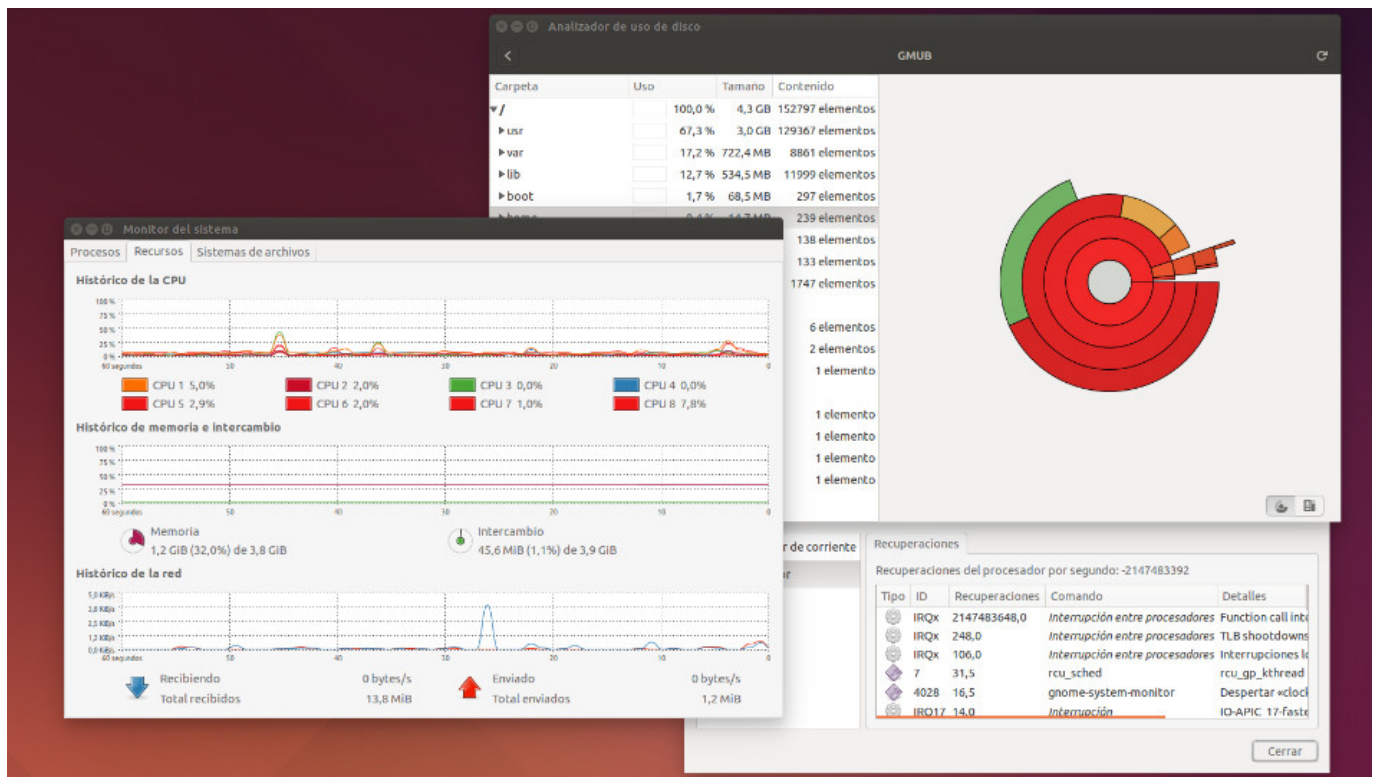 Analizador de uso de disco
GMUB
Carpeta Uso Tamaño Contenido
/ 100,0 % 4,3 GB 152797 elementos
usr 67,3 % 3,0 GB 129367 elementos
var 17,2 % 722,4 MB 8861 elementos
lib 12,7 % 534,5 MB 11999 elementos
boot 1,7 % 68,5 MB 297 elementos
239 elementos
138 elementos
133 elementos
1747 elementos
6 elementos
2 elementos
1 elemento
1 elemento
1 elemento
1 elemento
1 elemento
Monitor del sistema
Procesos Recursos Sistemas de archivos
Histórico de la CPU
100 %
75 %
50 %
25 %
0 %
60 segundos 50 40 30 20 10 0
CPU 1 5,0% CPU 2 2,0% CPU 3 0,0% CPU 4 0,0%
CPU 5 2,9% CPU 6 2,0% CPU 7 1,0% CPU 8 7,8%
Histórico de memoria e intercambio
100 %
75 %
50 %
25 %
0 %
60 segundos 50 40 30 20 10 0
Memoria
1,2 GiB (32,0%) de 3,8 GiB
Intercambio
45,6 MiB (1,1%) de 3,9 GiB
Histórico de la red
60 segundos 50 40 30 20 10 0
Recibiendo 0 bytes/s
Total recibidos 13,8 MiB
Enviado 0 bytes/s
Total enviados 1,2 MiB
r de corriente
Recuperaciones
Recuperaciones del procesador por segundo: -2147483392
Tipo ID Recuperaciones Comando Detalles
IRQx 2147483648,0 Interrupción entre procesadores Function call inte
IRQx 248,0 Interrupción entre procesadores TLB shootdowns
IRQx 106,0 Interrupción entre procesadores Interrupciones lo
7 31,5 rcu_sched rcu_gp_kthread
4028 16,5 gnome-system-monitor Despertar «clock
IRQ17 14,0 Interrupción IO-APIC 17-faste
Cerrar